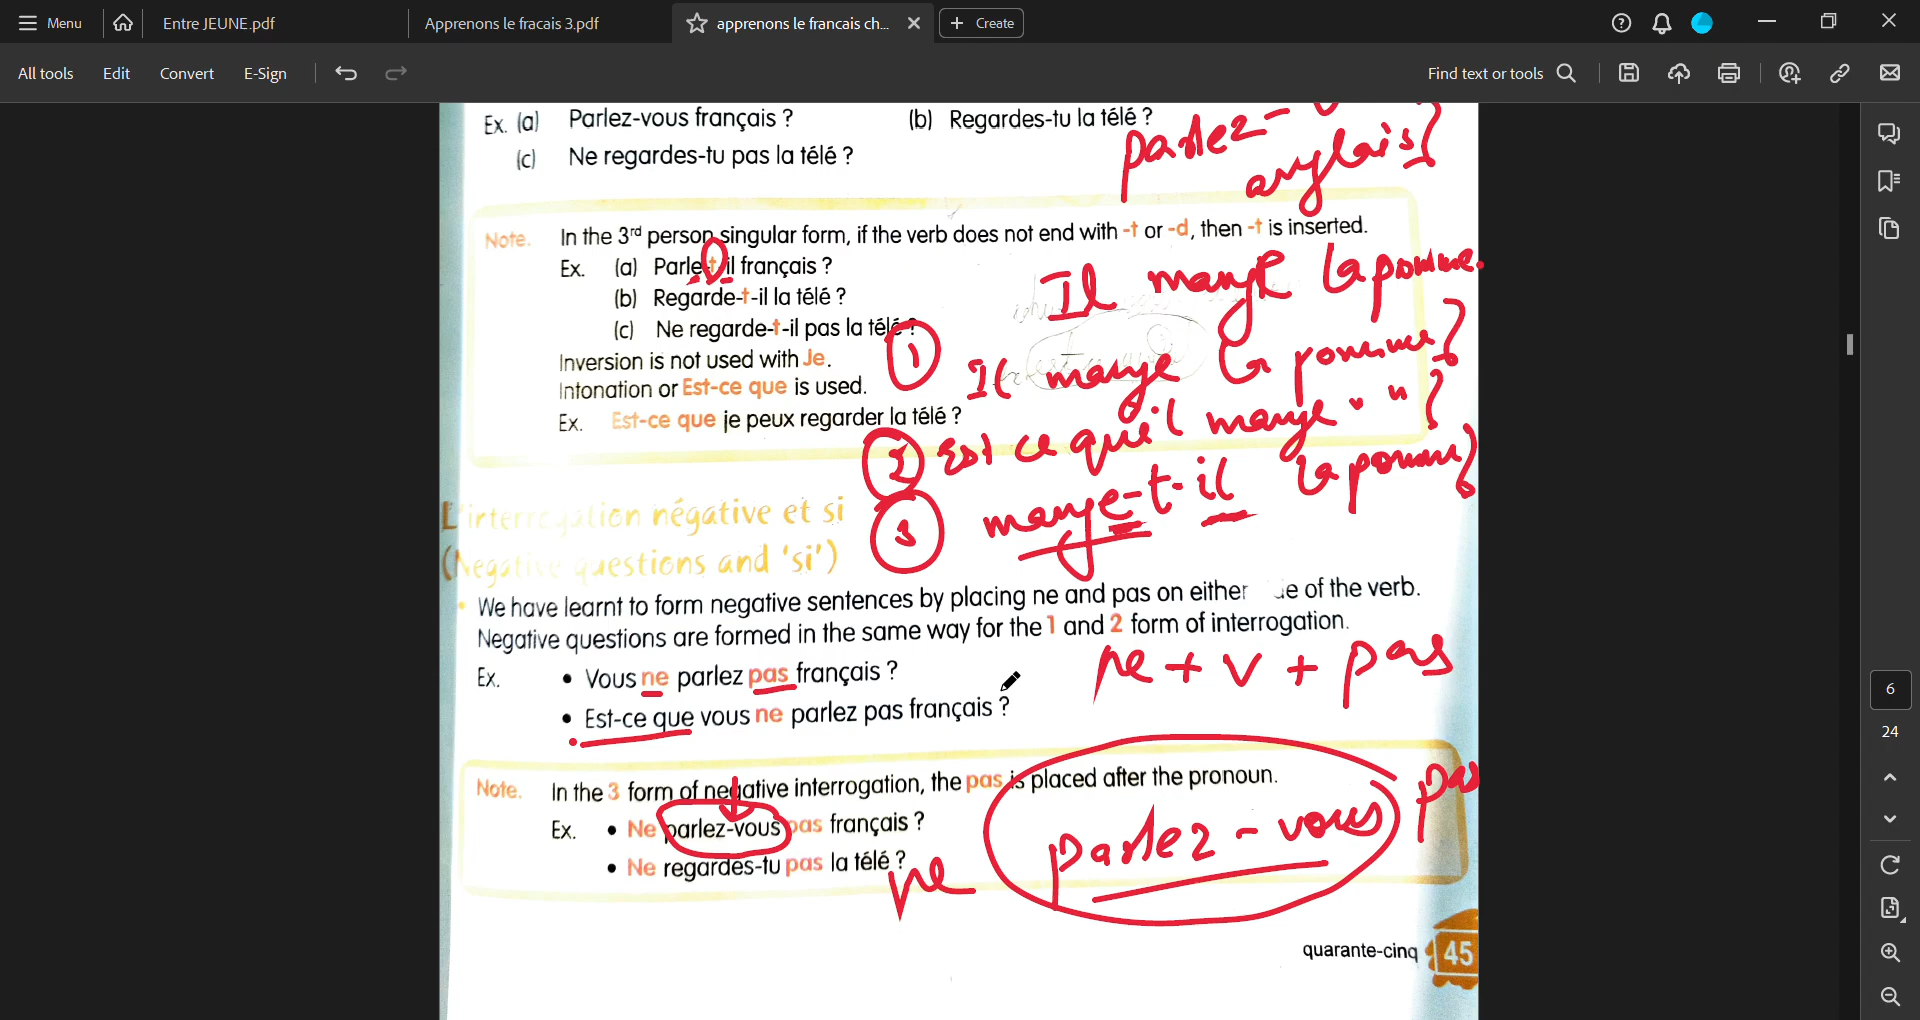 Menu
Entre JEUNE.pdf
Apprenons le fracais 3.pdf
apprenons le francais ch...
+ Create
All tools
Edit
Convert
E-Sign
Find text or tools
Ex. (a) Parlez-vous français ?
(b) Regardes-tu la télé ?
(c) Ne regardes-tu pas la télé ?
parlez-
anglais?
Note. In the 3rd person singular form, if the verb does not end with -t or -d, then -t is inserted.
Ex. (a) Parle-t-il français ?
(b) Regarde-t-il la télé ?
(c) Ne regarde-t-il pas la télé ?
Inversion is not used with Je.
Intonation or Est-ce que is used.
Ex. Est-ce que je peux regarder la télé ?
Il mange la pomme.
1 Il mange la pomme?
2 Est ce qu'il mange " " ?
3 mange-t-il la pomme?
L'interrogation négative et si
(Negative questions and 'si')
• We have learnt to form negative sentences by placing ne and pas on either de of the verb.
Negative questions are formed in the same way for the 1 and 2 form of interrogation.
Ex. • Vous ne parlez pas français ?
• Est-ce que vous ne parlez pas français ?
ne + v + pas
Note. In the 3 form of negative interrogation, the pas is placed after the pronoun.
Ex. • Ne parlez-vous pas français ?
• Ne regardes-tu pas la télé ?
ne parlez-vous pas
quarante-cinq 45
6
24